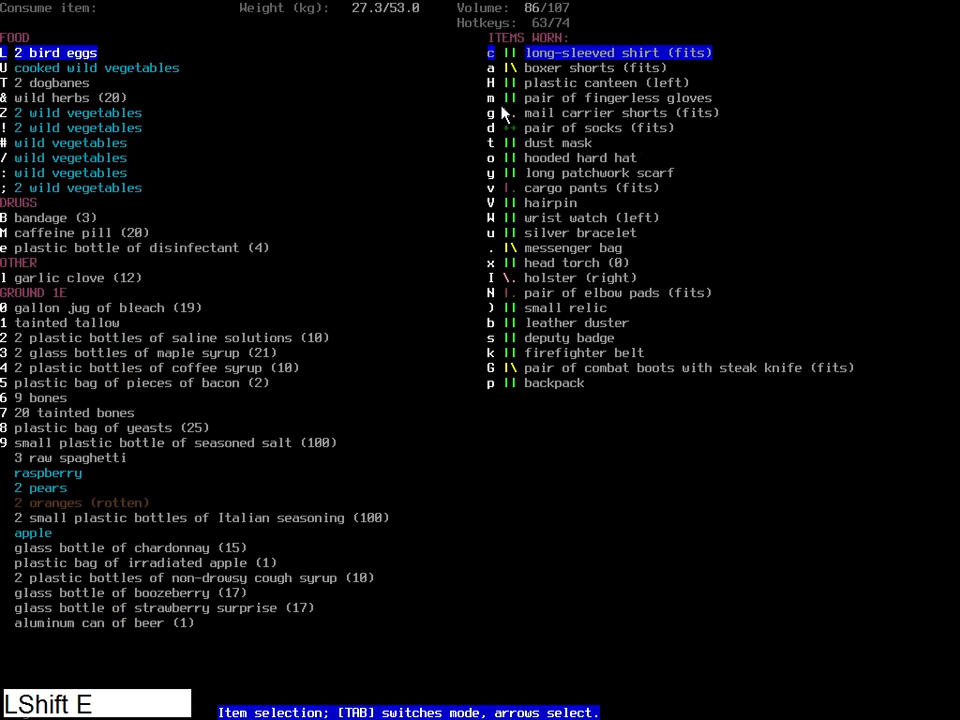 Consume item: Weight (kg): 27.3/53.0 Volume: 86/107
Hotkeys: 63/74
FOOD
L 2 bird eggs
U cooked wild vegetables
T 2 dogbanes
& wild herbs (20)
Z 2 wild vegetables
! 2 wild vegetables
# wild vegetables
/ wild vegetables
: wild vegetables
; 2 wild vegetables
DRUGS
B bandage (3)
M caffeine pill (20)
e plastic bottle of disinfectant (4)
OTHER
l garlic clove (12)
GROUND 1E
0 gallon jug of bleach (19)
1 tainted tallow
2 2 plastic bottles of saline solutions (10)
3 2 glass bottles of maple syrup (21)
4 2 plastic bottles of coffee syrup (10)
5 plastic bag of pieces of bacon (2)
6 9 bones
7 20 tainted bones
8 plastic bag of yeasts (25)
9 small plastic bottle of seasoned salt (100)
3 raw spaghetti
raspberry
2 pears
2 oranges (rotten)
2 small plastic bottles of Italian seasoning (100)
apple
glass bottle of chardonnay (15)
plastic bag of irradiated apple (1)
2 plastic bottles of non-drowsy cough syrup (10)
glass bottle of boozeberry (17)
glass bottle of strawberry surprise (17)
aluminum can of beer (1)
ITEMS WORN:
c || long-sleeved shirt (fits)
a |\ boxer shorts (fits)
H || plastic canteen (left)
m || pair of fingerless gloves
g . mail carrier shorts (fits)
d ++ pair of socks (fits)
t || dust mask
o || hooded hard hat
y || long patchwork scarf
v |. cargo pants (fits)
V || hairpin
W || wrist watch (left)
u || silver bracelet
. |\ messenger bag
x || head torch (0)
I \. holster (right)
N |. pair of elbow pads (fits)
) || small relic
b || leather duster
s || deputy badge
k || firefighter belt
G |\ pair of combat boots with steak knife (fits)
p || backpack
LShift E
Item selection; [TAB] switches mode, arrows select.